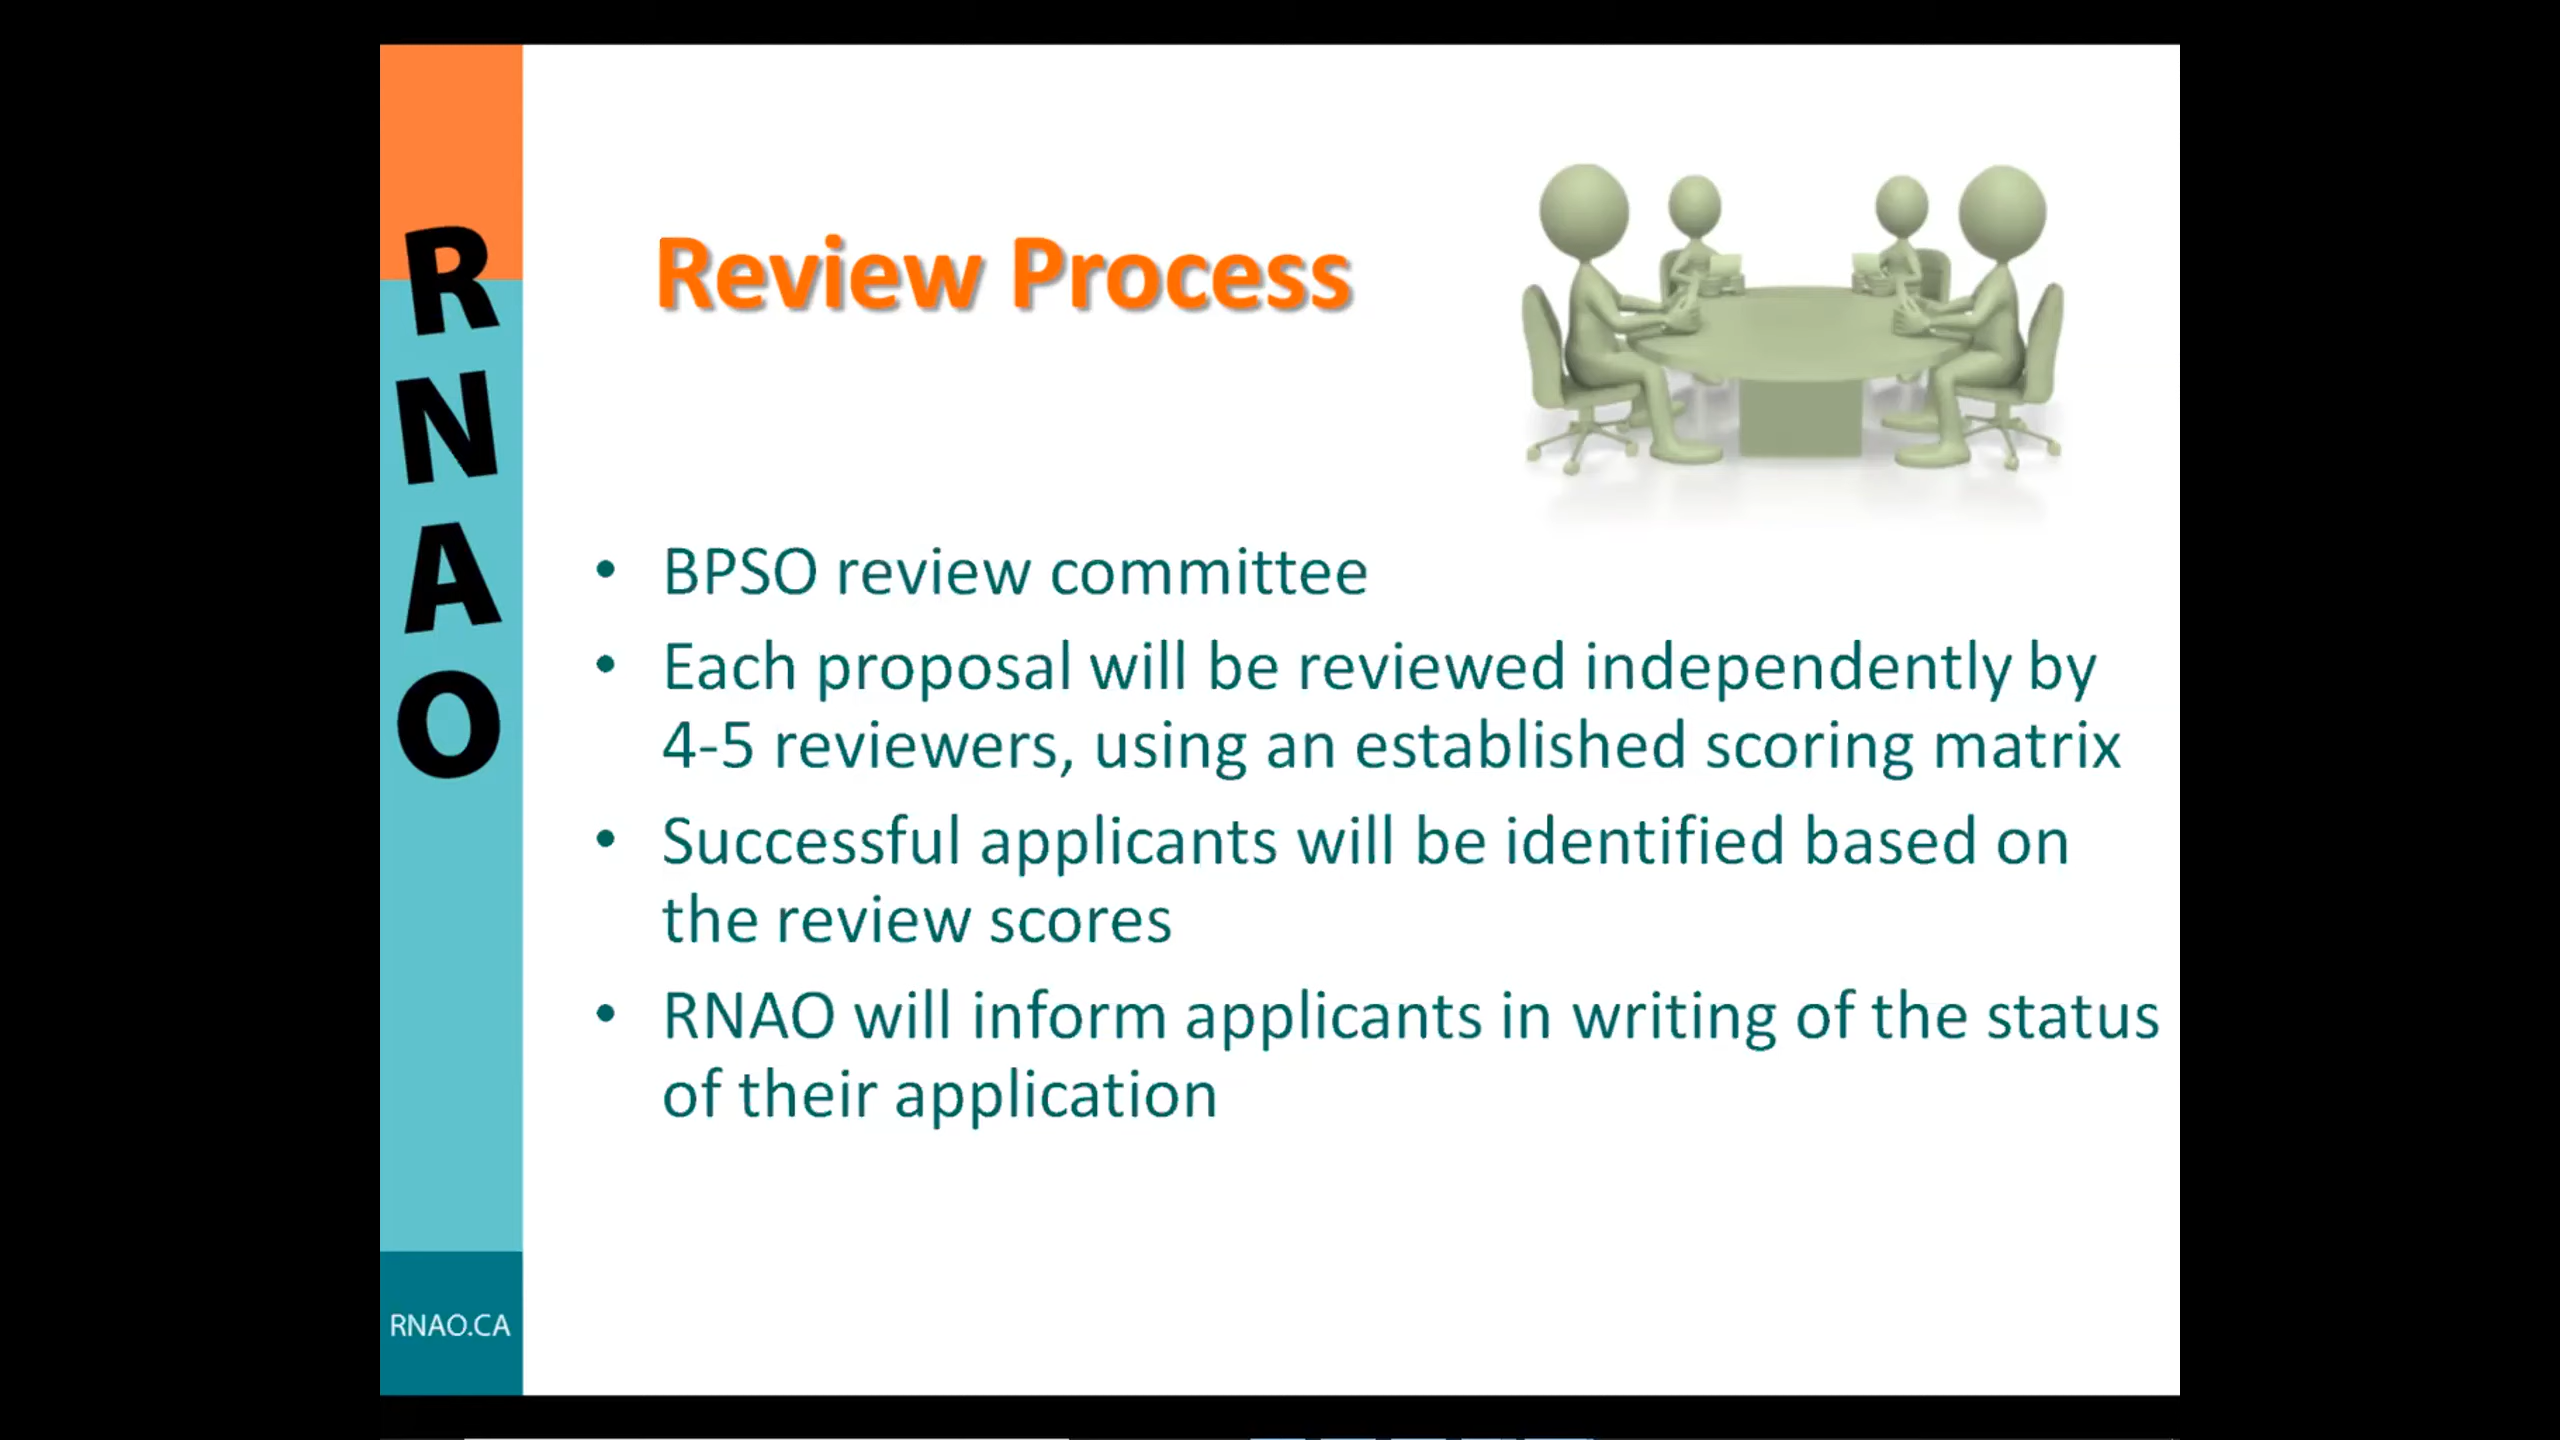 RNAO
Review Process
• BPSO review committee
• Each proposal will be reviewed independently by
4-5 reviewers, using an established scoring matrix
• Successful applicants will be identified based on
the review scores
• RNAO will inform applicants in writing of the status
of their application
RNAO.CA